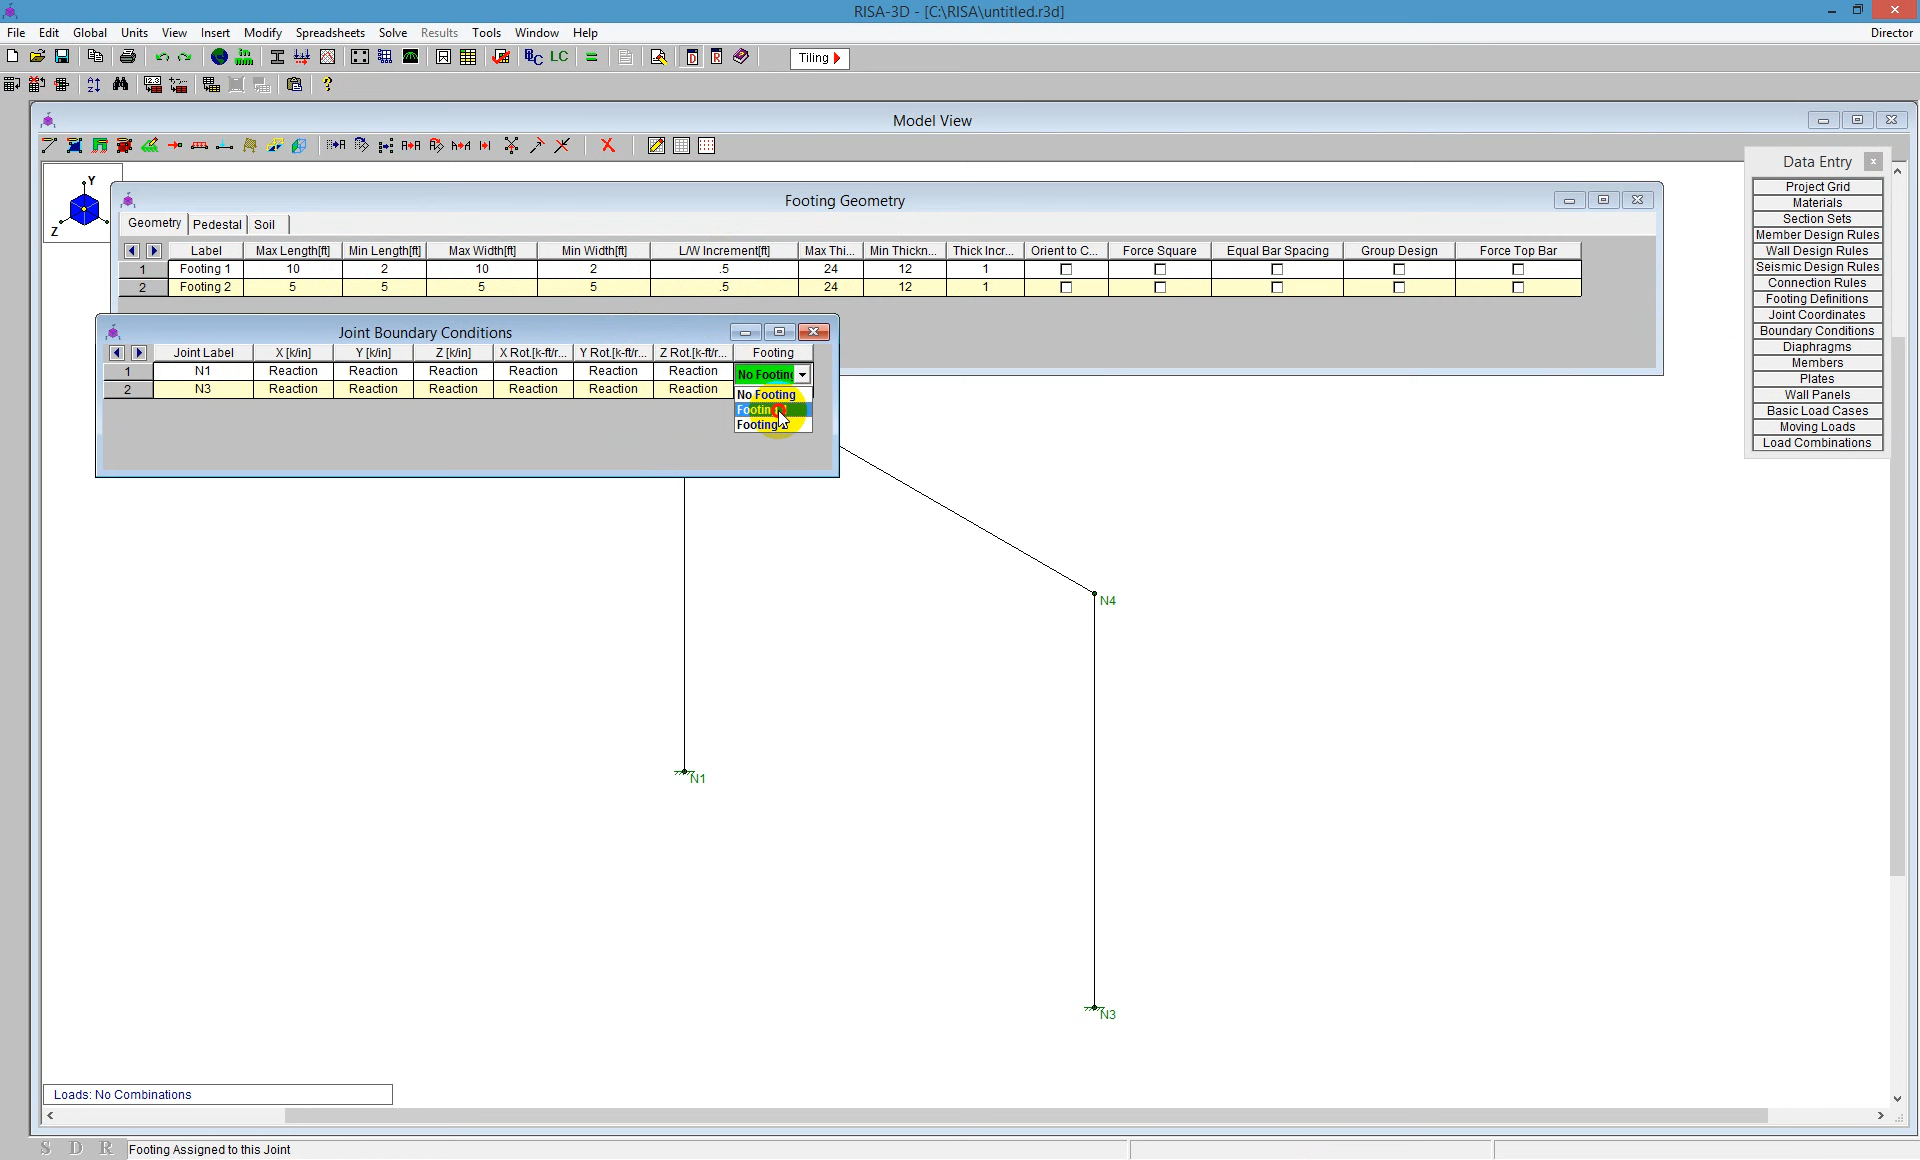 RISA-3D - [C:\RISA\untitled.r3d]
File Edit Global Units View Insert Modify Spreadsheets Solve Results Tools Window Help Director
LC = Tiling
Model View
Data Entry
Project Grid
Materials
Section Sets
Member Design Rules
Wall Design Rules
Seismic Design Rules
Connection Rules
Footing Definitions
Joint Coordinates
Boundary Conditions
Diaphragms
Members
Plates
Wall Panels
Basic Load Cases
Moving Loads
Load Combinations
Y
Z
Footing Geometry
Geometry Pedestal Soil
Label Max Length[ft] Min Length[ft] Max Width[ft] Min Width[ft] L/W Increment[ft] Max Thi... Min Thickn... Thick Incr... Orient to C... Force Square Equal Bar Spacing Group Design Force Top Bar
1 Footing 1 10 2 10 2 .5 24 12 1
2 Footing 2 5 5 5 5 .5 24 12 1
Joint Boundary Conditions
Joint Label X [k/in] Y [k/in] Z [k/in] X Rot.[k-ft/r... Y Rot.[k-ft/r... Z Rot.[k-ft/r... Footing
1 N1 Reaction Reaction Reaction Reaction Reaction Reaction No Footing
2 N3 Reaction Reaction Reaction Reaction Reaction Reaction
No Footing
Footing
Footing
N4
N1
N3
Loads: No Combinations
S D R Footing Assigned to this Joint